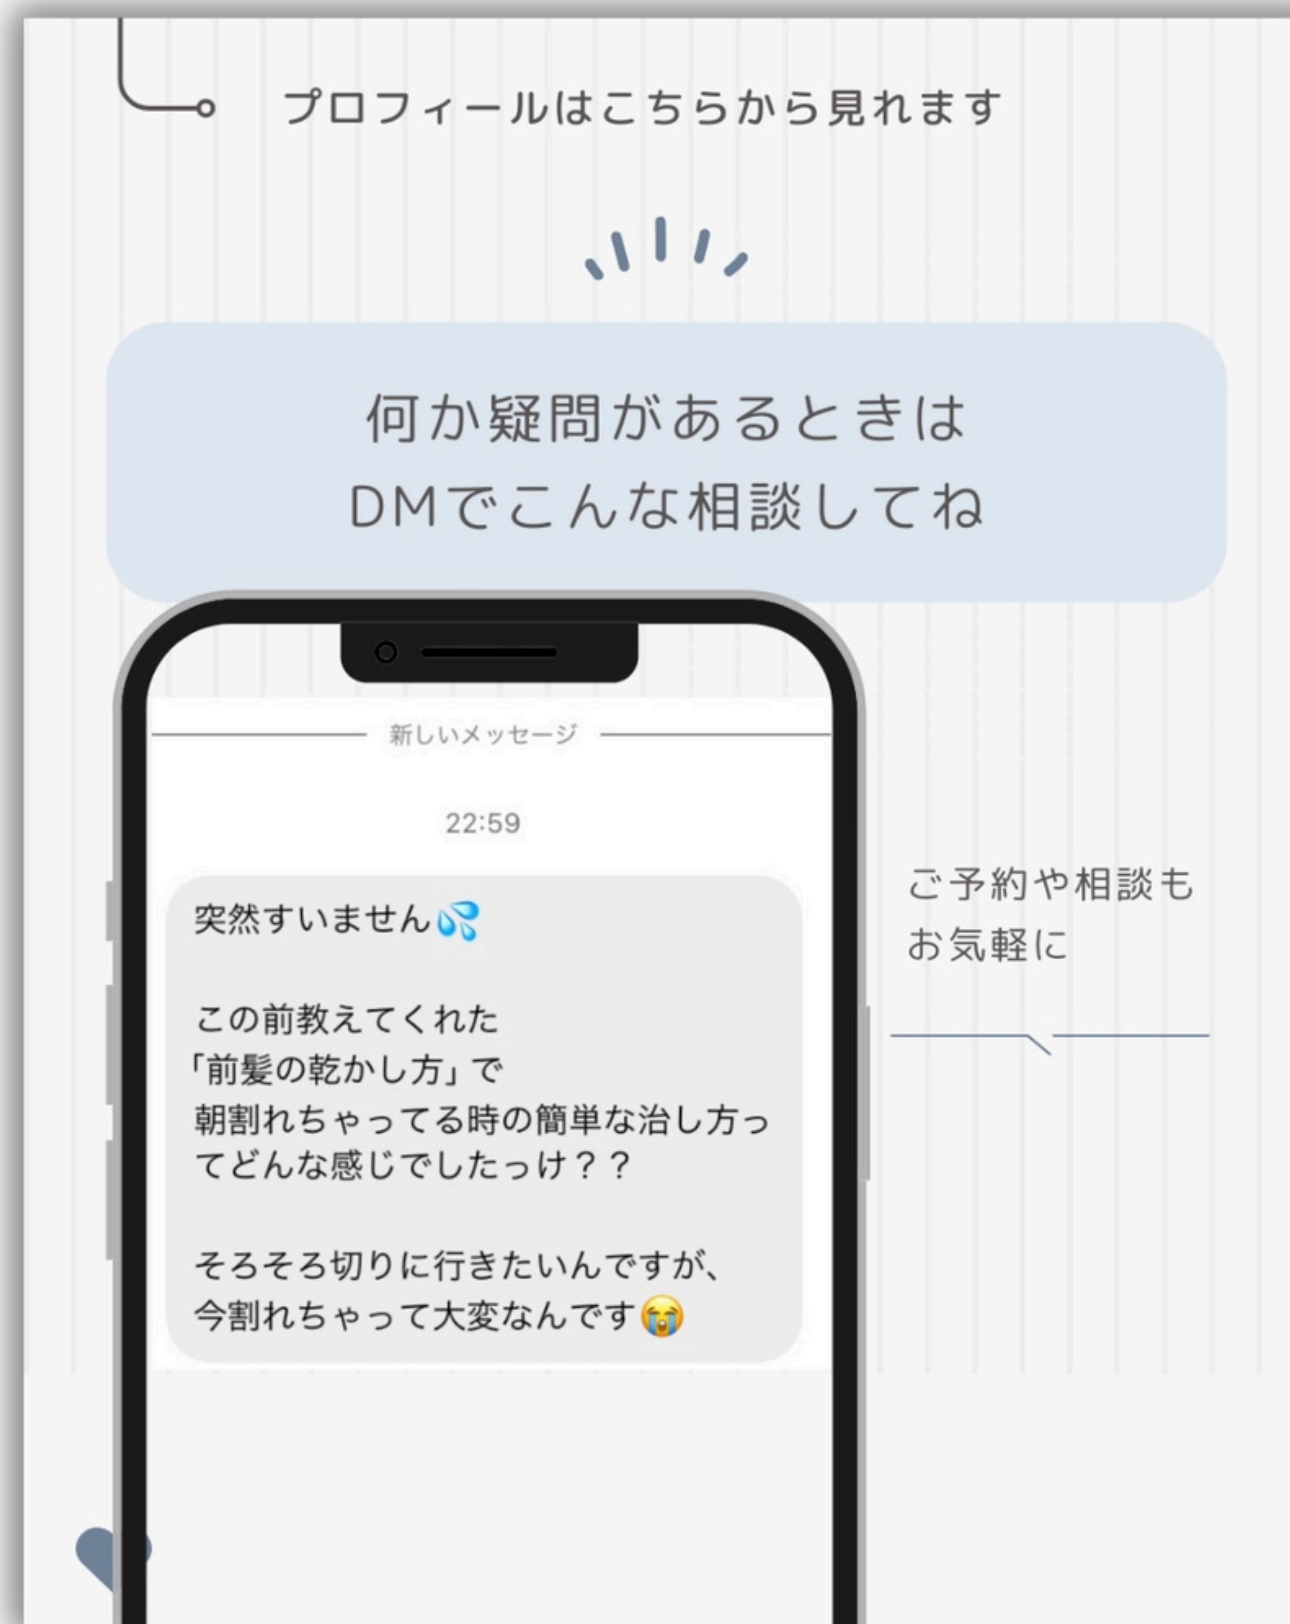 プロフィールはこちらから見れます
何か疑問があるときは
DMでこんな相談してね
新しいメッセージ
22:59
突然すいません💦
この前教えてくれた
「前髪の乾かし方」で
朝割れちゃってる時の簡単な治し方っ
てどんな感じでしたっけ？？
そろそろ切りに行きたいんですが、
今割れちゃって大変なんです😭
ご予約や相談も
お気軽に